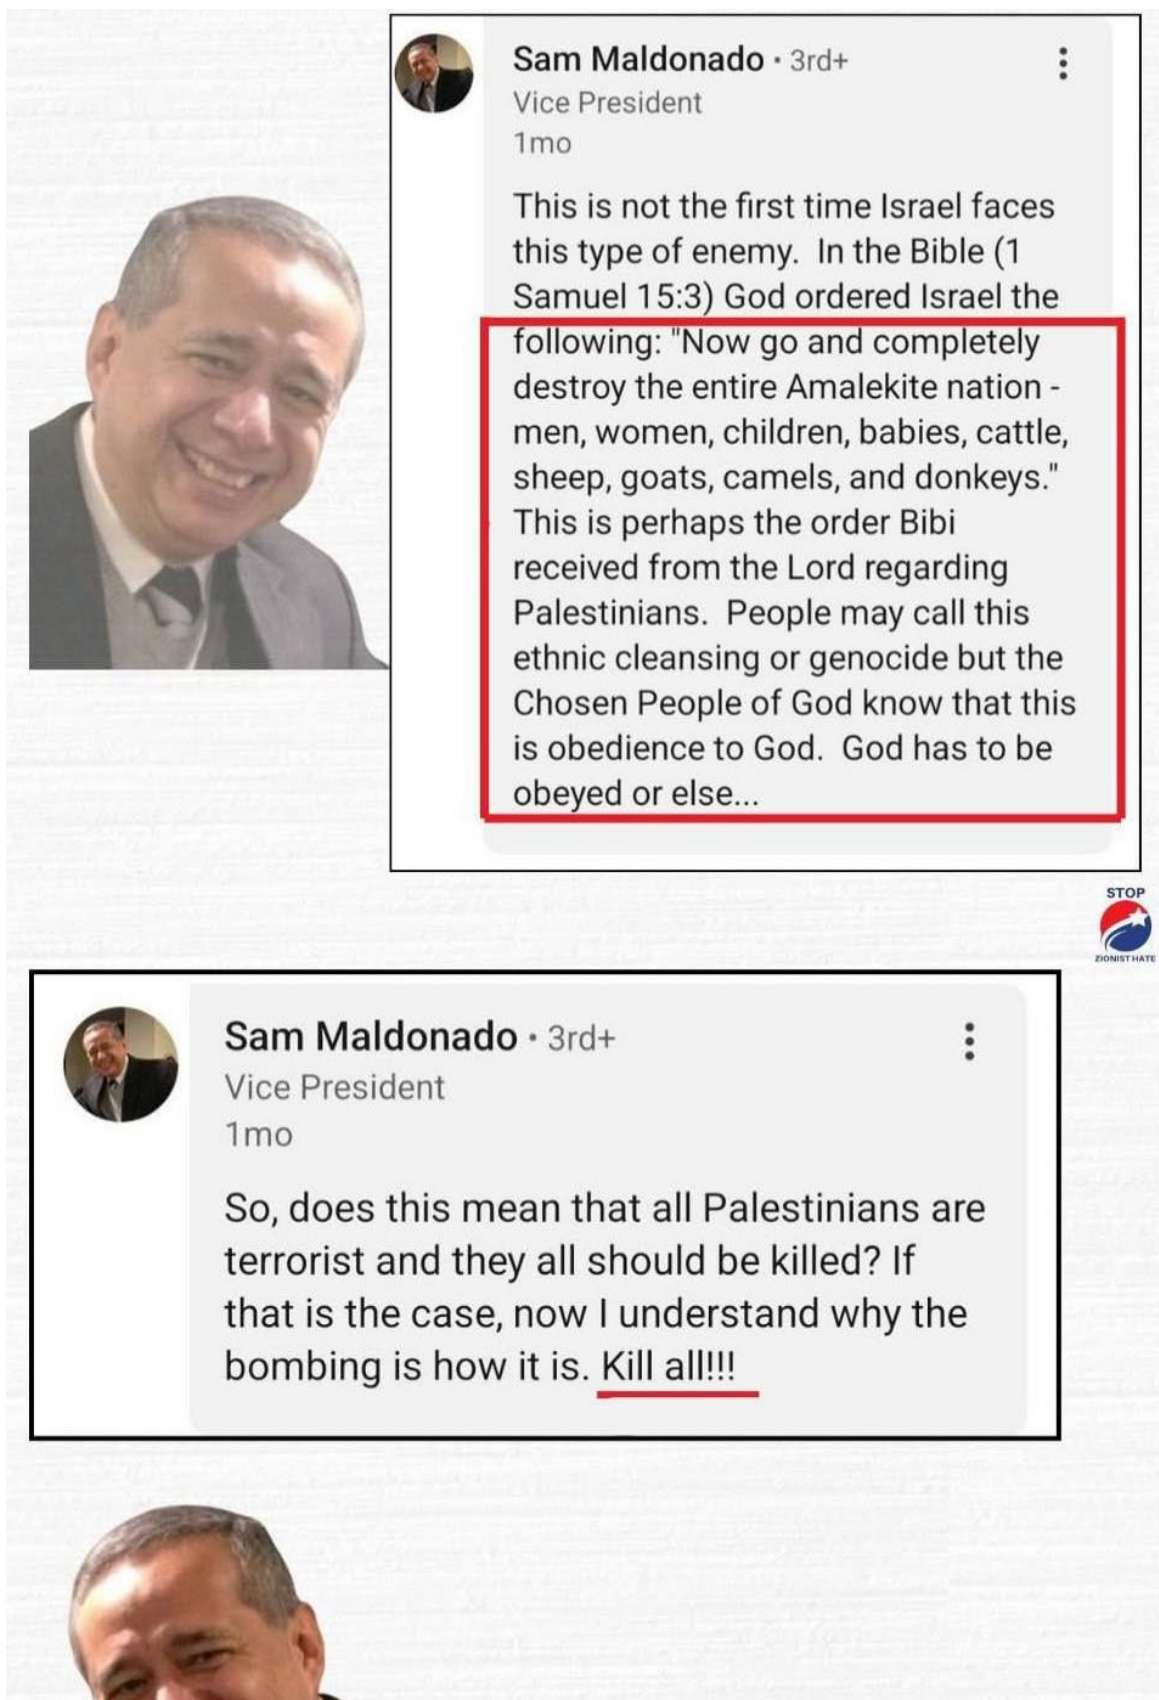 Sam Maldonado · 3rd+
Vice President
1mo
This is not the first time Israel faces
this type of enemy.  In the Bible (1
Samuel 15:3) God ordered Israel the
following: "Now go and completely
destroy the entire Amalekite nation -
men, women, children, babies, cattle,
sheep, goats, camels, and donkeys."
This is perhaps the order Bibi
received from the Lord regarding
Palestinians.  People may call this
ethnic cleansing or genocide but the
Chosen People of God know that this
is obedience to God.  God has to be
obeyed or else...
STOP
ZIONIST HATE
Sam Maldonado · 3rd+
Vice President
1mo
So, does this mean that all Palestinians are
terrorist and they all should be killed? If
that is the case, now I understand why the
bombing is how it is. Kill all!!!